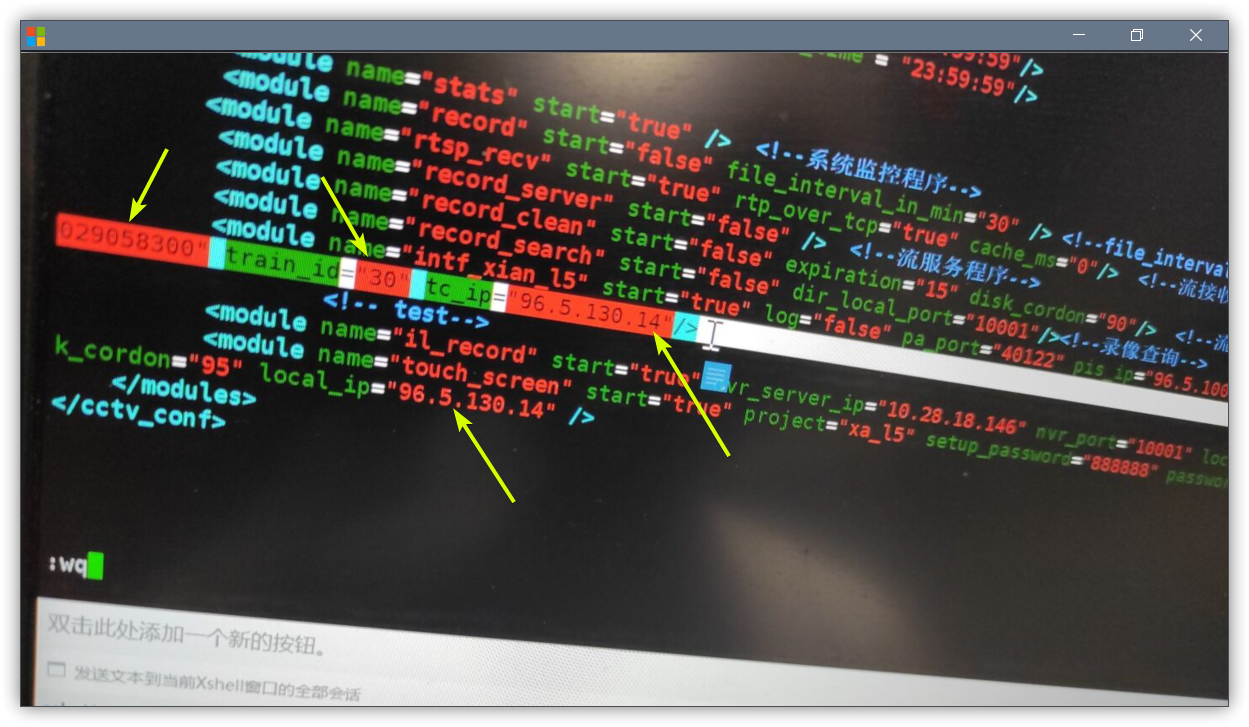 _time = "23:59:59"/>
"23:59:59"/>
<module name="stats" start="true" /> <!--系统监控程序-->
<module name="record" start="false" file_interval_in_min="30" /> <!--file_interval
<module name="rtsp_recv" start="true" rtp_over_tcp="true" cache_ms="0"/> <!--流接收
<module name="record_server" start="false" /> <!--流服务程序-->
<module name="record_clean" start="false" expiration="15" disk_cordon="90"/> <!--流
<module name="record_search" start="false" dir_local_port="10001"/><!--录像查询-->
<module name="intf_xian_l5" start="true" log="false" pa_port="40122" pis_ip="96.5.100
029058300" train_id="30" tc_ip="96.5.130.14"/>
<!-- test-->
<module name="il_record" start="true" vr_server_ip="10.28.18.146" nvr_port="10001" loc
<module name="touch_screen" start="true" project="xa_l5" setup_password="888888" passwor
k_cordon="95" local_ip="96.5.130.14" />
</modules>
</cctv_conf>
:wq
双击此处添加一个新的按钮。
发送文本到当前Xshell窗口的全部会话